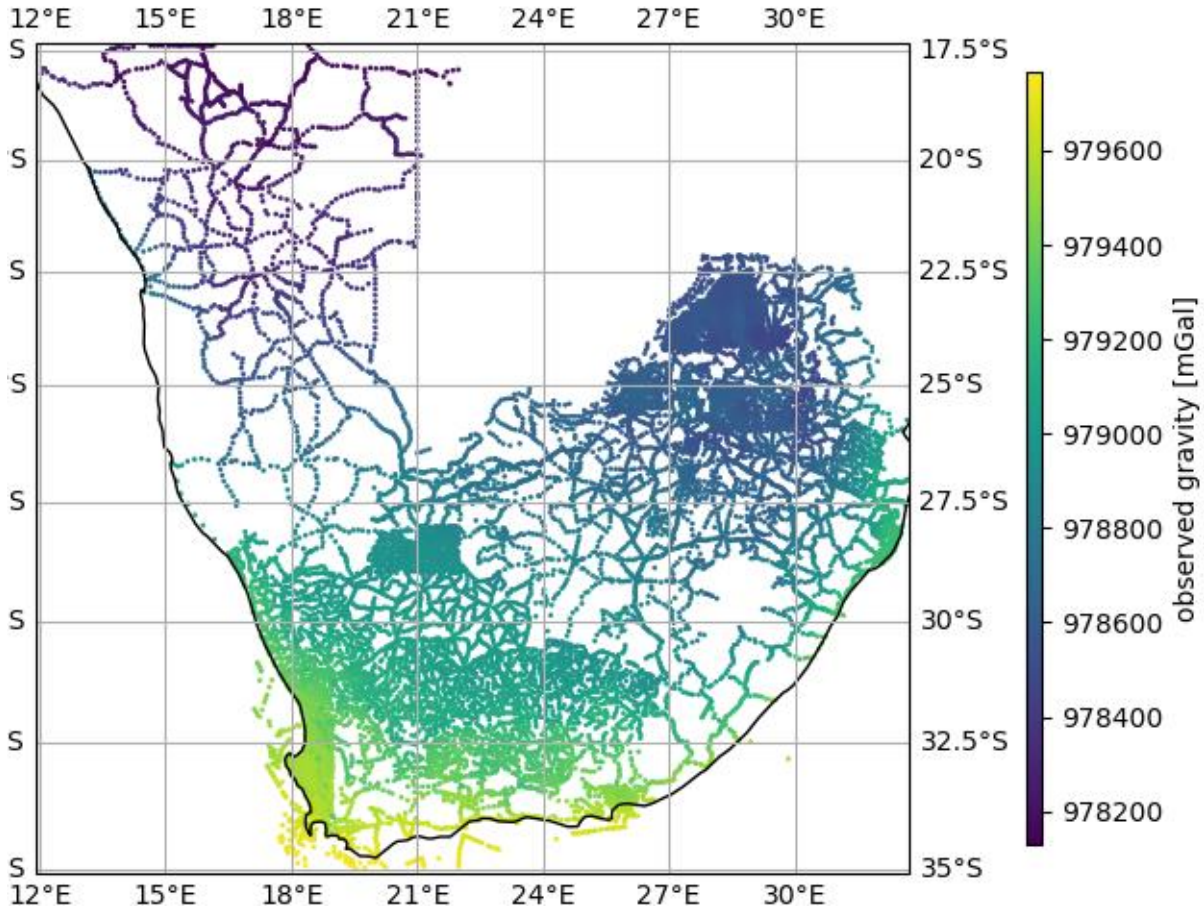 12°E 15°E 18°E 21°E 24°E 27°E 30°E
S 17.5°S
S 20°S
S 22.5°S
S 25°S
S 27.5°S
S 30°S
S 32.5°S
S 35°S
12°E 15°E 18°E 21°E 24°E 27°E 30°E
979600
979400
979200
979000
978800
978600
978400
978200
observed gravity [mGal]